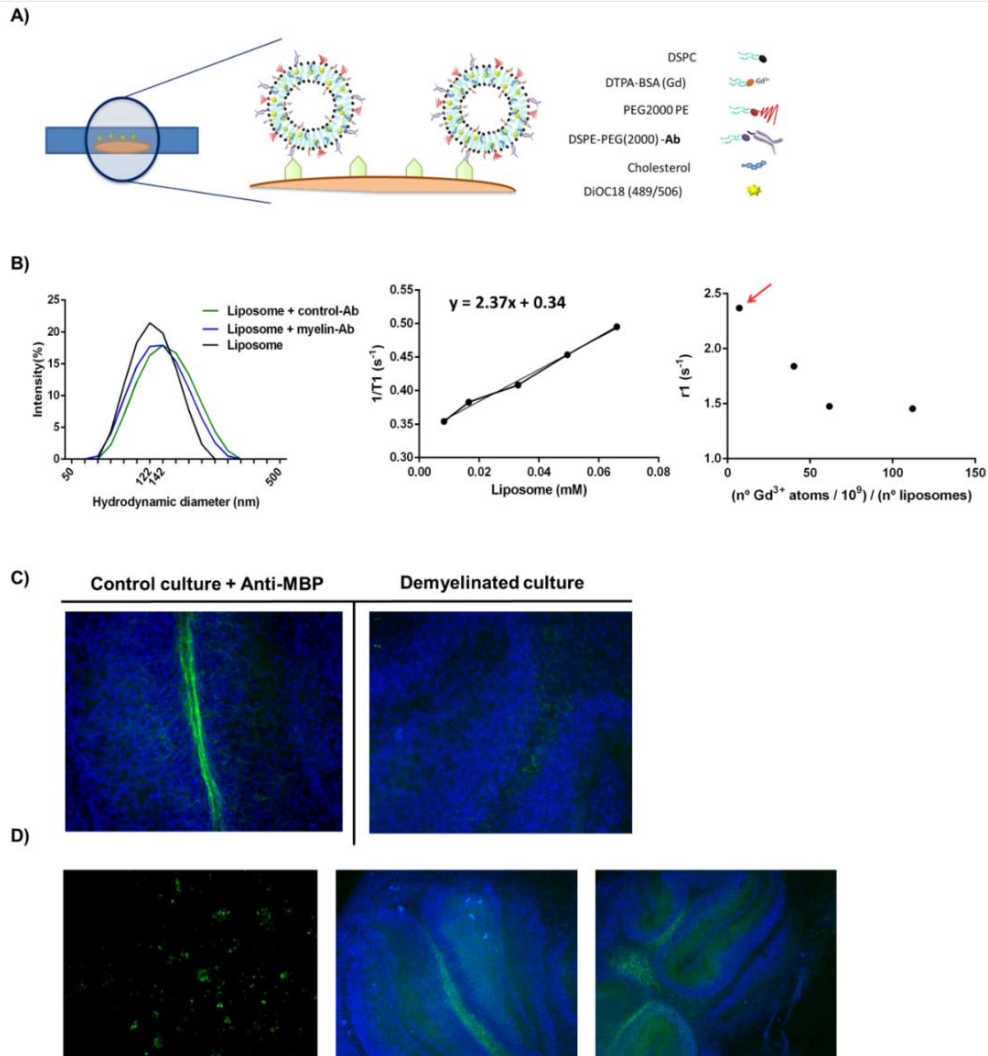 A)
DSPC
DTPA-BSA (Gd)
Gd³⁺
PEG2000 PE
DSPE-PEG(2000)-Ab
Cholesterol
DiOC18 (489/506)
B)
25
20
15
10
5
0
Intensity(%)
50
122
142
500
Hydrodynamic diameter (nm)
Liposome + control-Ab
Liposome + myelin-Ab
Liposome
y = 2.37x + 0.34
0.55
0.50
0.45
0.40
0.35
0.30
1/T1 (s⁻¹)
0.00
0.02
0.04
0.06
0.08
Liposome (mM)
2.5
2.0
1.5
1.0
r1 (s⁻¹)
0
50
100
150
(nº Gd³⁺ atoms / 10⁹) / (nº liposomes)
C)
Control culture + Anti-MBP
Demyelinated culture
D)